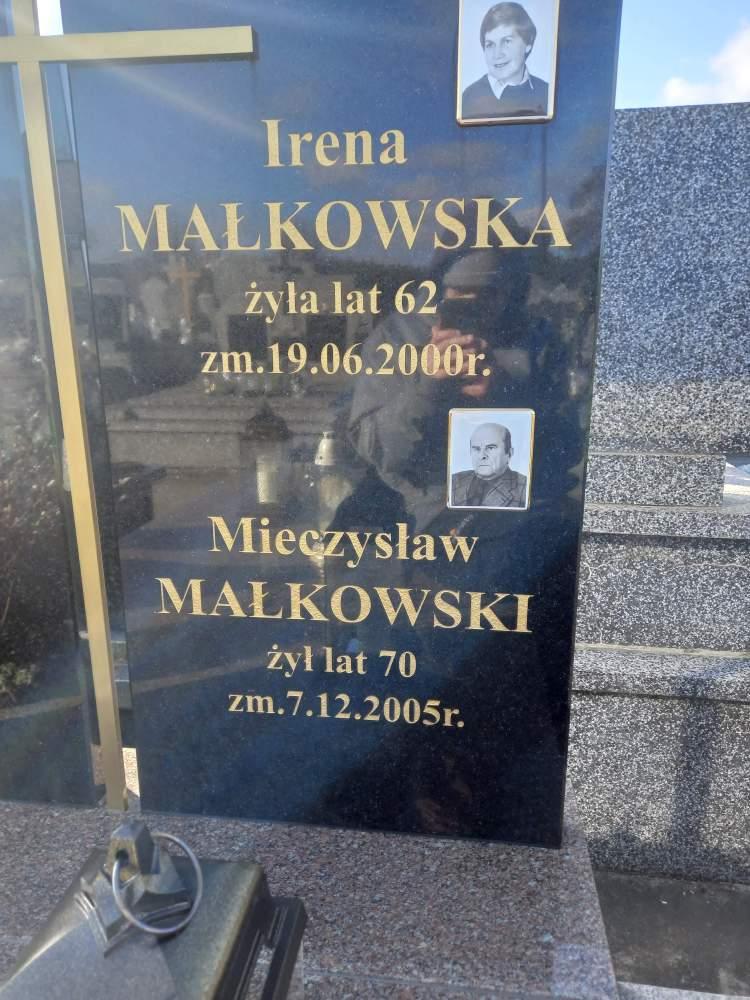 Irena
MAŁKOWSKA
żyła lat 62
zm.19.06.2000r.
Mieczysław
MAŁKOWSKI
żył lat 70
zm.7.12.2005r.